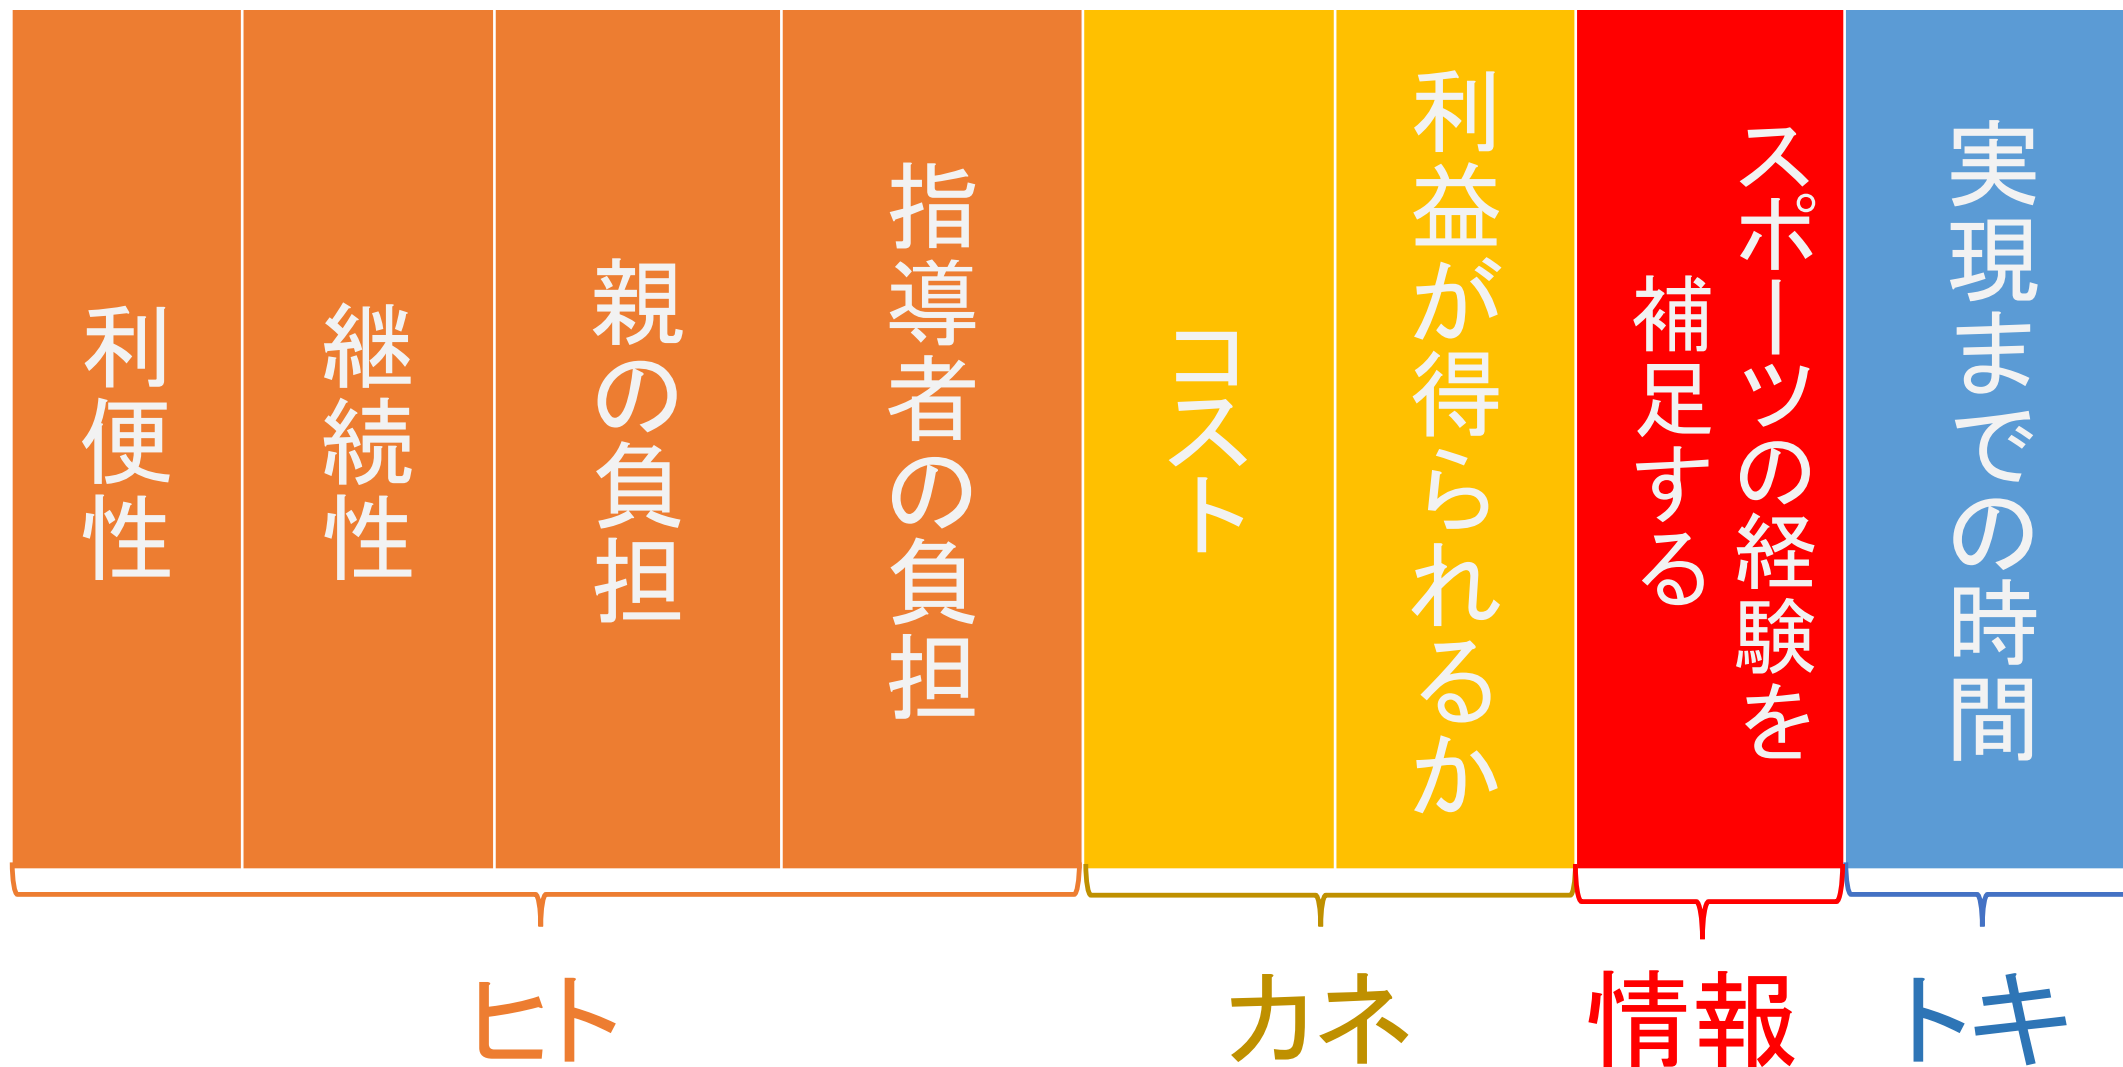 利便性
継続性
親の負担
指導者の負担
コスト
利益が得られるか
スポーツの経験を
補足する
実現までの時間
ヒト
カネ
情報
トキ